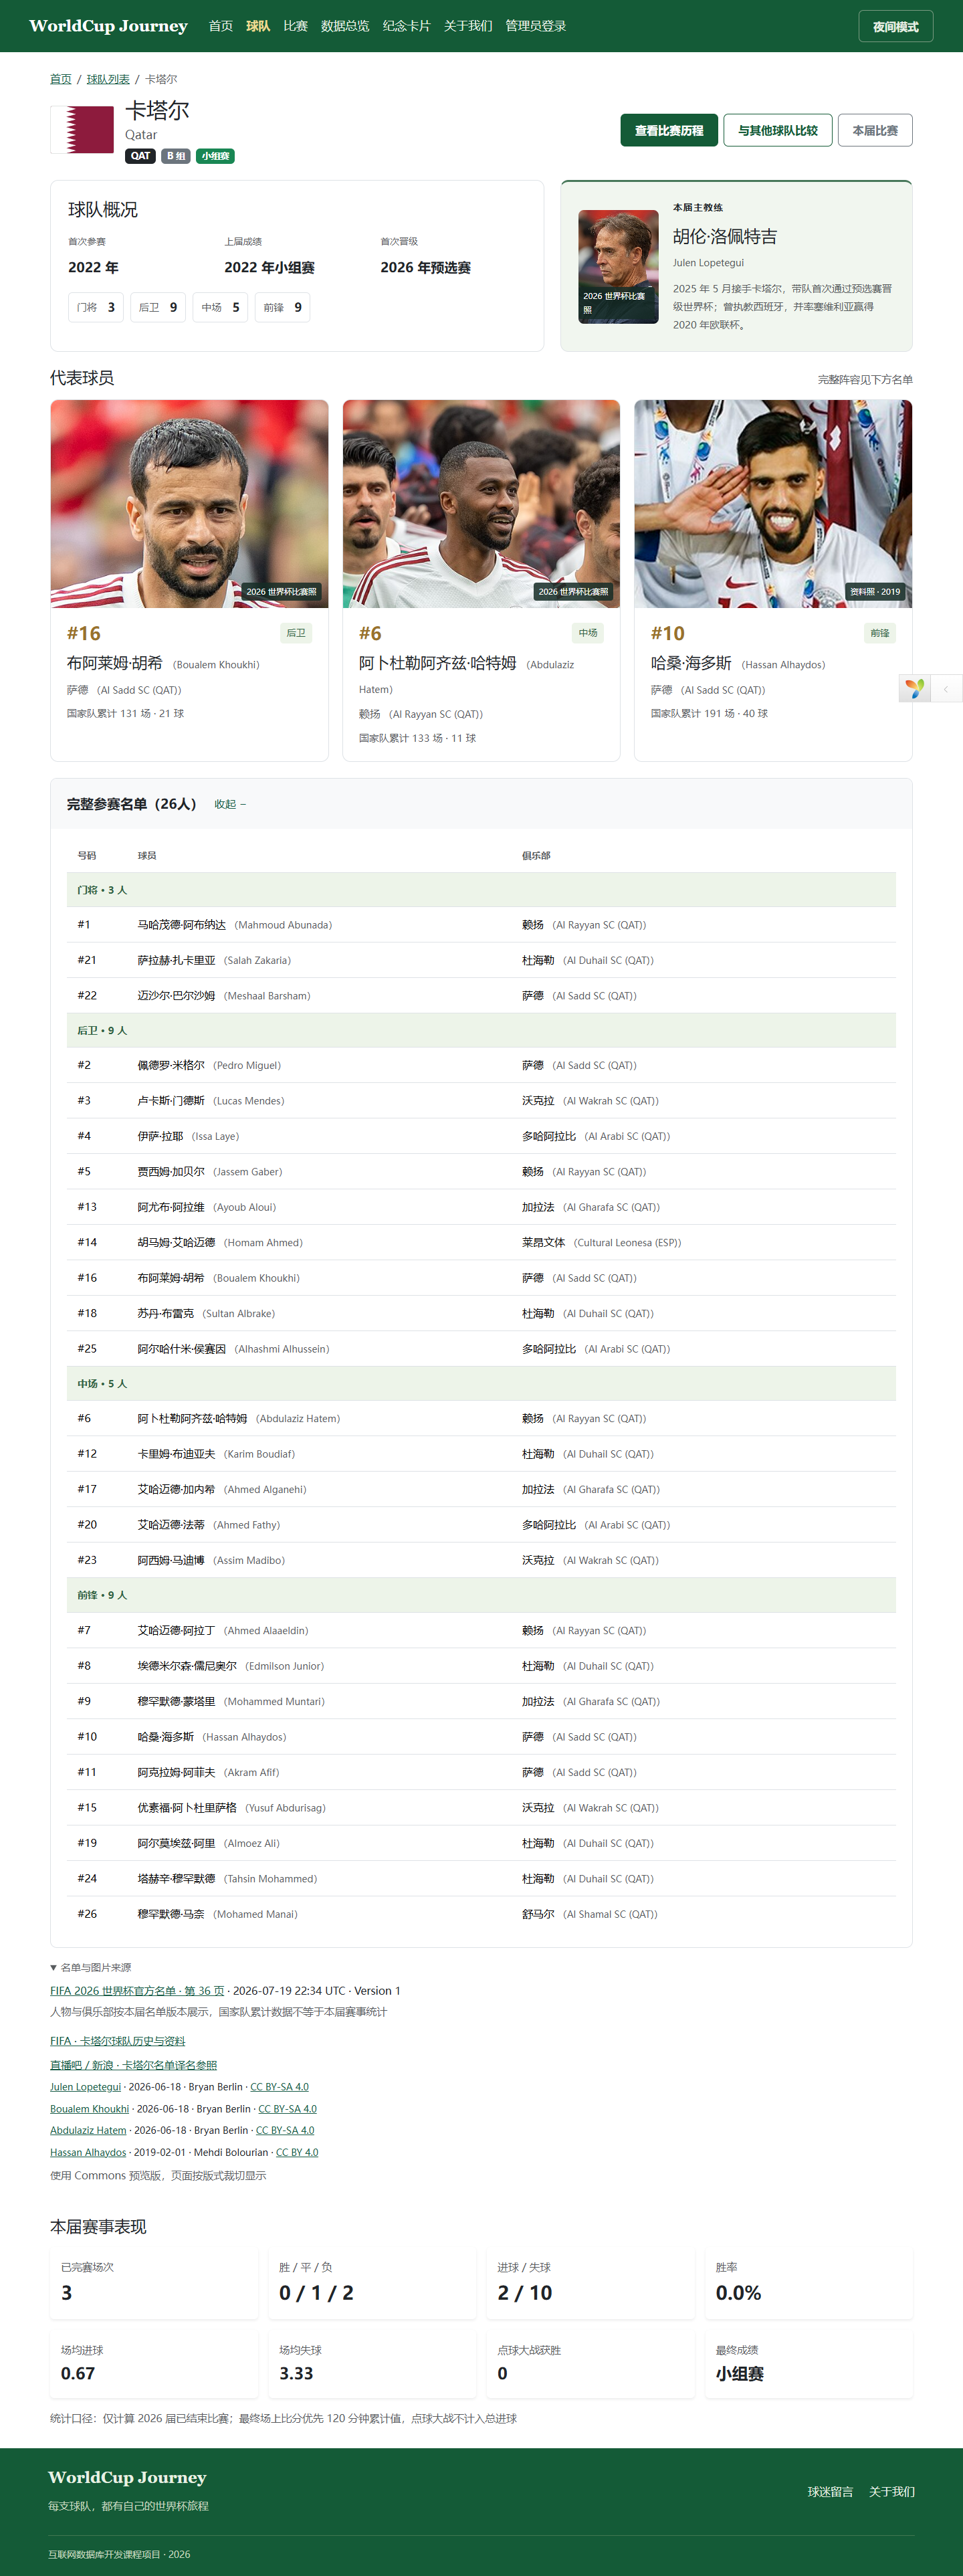 WorldCup Journey 首页 球队 比赛 数据总览 纪念卡片 关于我们 管理员登录 夜间模式
首页 / 球队列表 / 卡塔尔
卡塔尔
Qatar
QAT B 组 小组赛
查看比赛历程 与其他球队比较 本届比赛
球队概况
首次参赛 上届成绩 首次晋级
2022 年 2022 年小组赛 2026 年预选赛
门将 3 后卫 9 中场 5 前锋 9
2026 世界杯比赛
照
本届主教练
胡伦·洛佩特吉
Julen Lopetegui
2025 年 5 月接手卡塔尔，带队首次通过预选赛晋
级世界杯；曾执教西班牙，并率塞维利亚赢得
2020 年欧联杯。
代表球员 完整阵容见下方名单
2026 世界杯比赛照
#16 后卫
布阿莱姆·胡希 （Boualem Khoukhi）
萨德 （Al Sadd SC (QAT)）
国家队累计 131 场 · 21 球
2026 世界杯比赛照
#6 中场
阿卜杜勒阿齐兹·哈特姆 （Abdulaziz
Hatem）
赖扬 （Al Rayyan SC (QAT)）
国家队累计 133 场 · 11 球
资料照 · 2019
#10 前锋
哈桑·海多斯 （Hassan Alhaydos）
萨德 （Al Sadd SC (QAT)）
国家队累计 191 场 · 40 球
完整参赛名单（26人） 收起 −
号码 球员 俱乐部
门将 • 3 人
#1 马哈茂德·阿布纳达 （Mahmoud Abunada） 赖扬 （Al Rayyan SC (QAT)）
#21 萨拉赫·扎卡里亚 （Salah Zakaria） 杜海勒 （Al Duhail SC (QAT)）
#22 迈沙尔·巴尔沙姆 （Meshaal Barsham） 萨德 （Al Sadd SC (QAT)）
后卫 • 9 人
#2 佩德罗·米格尔 （Pedro Miguel） 萨德 （Al Sadd SC (QAT)）
#3 卢卡斯·门德斯 （Lucas Mendes） 沃克拉 （Al Wakrah SC (QAT)）
#4 伊萨·拉耶 （Issa Laye） 多哈阿拉比 （Al Arabi SC (QAT)）
#5 贾西姆·加贝尔 （Jassem Gaber） 赖扬 （Al Rayyan SC (QAT)）
#13 阿尤布·阿拉维 （Ayoub Aloui） 加拉法 （Al Gharafa SC (QAT)）
#14 胡马姆·艾哈迈德 （Homam Ahmed） 莱昂文体 （Cultural Leonesa (ESP)）
#16 布阿莱姆·胡希 （Boualem Khoukhi） 萨德 （Al Sadd SC (QAT)）
#18 苏丹·布雷克 （Sultan Albrake） 杜海勒 （Al Duhail SC (QAT)）
#25 阿尔哈什米·侯赛因 （Alhashmi Alhussein） 多哈阿拉比 （Al Arabi SC (QAT)）
中场 • 5 人
#6 阿卜杜勒阿齐兹·哈特姆 （Abdulaziz Hatem） 赖扬 （Al Rayyan SC (QAT)）
#12 卡里姆·布迪亚夫 （Karim Boudiaf） 杜海勒 （Al Duhail SC (QAT)）
#17 艾哈迈德·加内希 （Ahmed Alganehi） 加拉法 （Al Gharafa SC (QAT)）
#20 艾哈迈德·法蒂 （Ahmed Fathy） 多哈阿拉比 （Al Arabi SC (QAT)）
#23 阿西姆·马迪博 （Assim Madibo） 沃克拉 （Al Wakrah SC (QAT)）
前锋 • 9 人
#7 艾哈迈德·阿拉丁 （Ahmed Alaaeldin） 赖扬 （Al Rayyan SC (QAT)）
#8 埃德米尔森·儒尼奥尔 （Edmilson Junior） 杜海勒 （Al Duhail SC (QAT)）
#9 穆罕默德·蒙塔里 （Mohammed Muntari） 加拉法 （Al Gharafa SC (QAT)）
#10 哈桑·海多斯 （Hassan Alhaydos） 萨德 （Al Sadd SC (QAT)）
#11 阿克拉姆·阿菲夫 （Akram Afif） 萨德 （Al Sadd SC (QAT)）
#15 优素福·阿卜杜里萨格 （Yusuf Abdurisag） 沃克拉 （Al Wakrah SC (QAT)）
#19 阿尔莫埃兹·阿里 （Almoez Ali） 杜海勒 （Al Duhail SC (QAT)）
#24 塔赫辛·穆罕默德 （Tahsin Mohammed） 杜海勒 （Al Duhail SC (QAT)）
#26 穆罕默德·马奈 （Mohamed Manai） 舒马尔 （Al Shamal SC (QAT)）
▼ 名单与图片来源
FIFA 2026 世界杯官方名单 · 第 36 页 · 2026-07-19 22:34 UTC · Version 1
人物与俱乐部按本届名单版本展示，国家队累计数据不等于本届赛事统计
FIFA · 卡塔尔球队历史与资料
直播吧 / 新浪 · 卡塔尔名单译名参照
Julen Lopetegui · 2026-06-18 · Bryan Berlin · CC BY-SA 4.0
Boualem Khoukhi · 2026-06-18 · Bryan Berlin · CC BY-SA 4.0
Abdulaziz Hatem · 2026-06-18 · Bryan Berlin · CC BY-SA 4.0
Hassan Alhaydos · 2019-02-01 · Mehdi Bolourian · CC BY 4.0
使用 Commons 预览版，页面按版式裁切显示
本届赛事表现
已完赛场次 胜 / 平 / 负 进球 / 失球 胜率
3 0 / 1 / 2 2 / 10 0.0%
场均进球 场均失球 点球大战获胜 最终成绩
0.67 3.33 0 小组赛
统计口径：仅计算 2026 届已结束比赛；最终场上比分优先 120 分钟累计值，点球大战不计入总进球
WorldCup Journey
每支球队，都有自己的世界杯旅程
球迷留言 关于我们
互联网数据库开发课程项目 · 2026